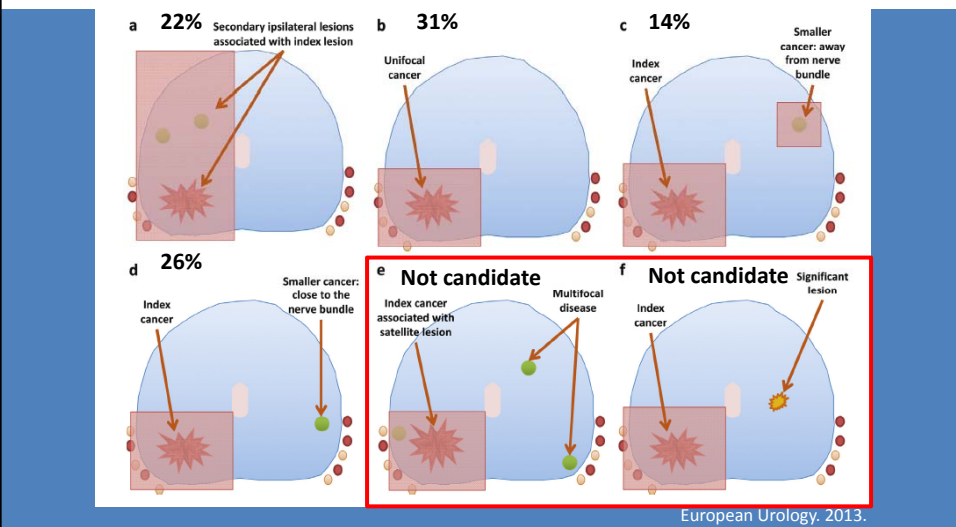 a 22%
Secondary ipsilateral lesions
associated with index lesion
b 31%
Unifocal
cancer
c 14%
Index
cancer
Smaller
cancer: away
from nerve
bundle
d 26%
Index
cancer
Smaller cancer:
close to the
nerve bundle
e Not candidate
Index cancer
associated with
satellite lesion
Multifocal
disease
f Not candidate
Index
cancer
Significant
lesion
European Urology. 2013.